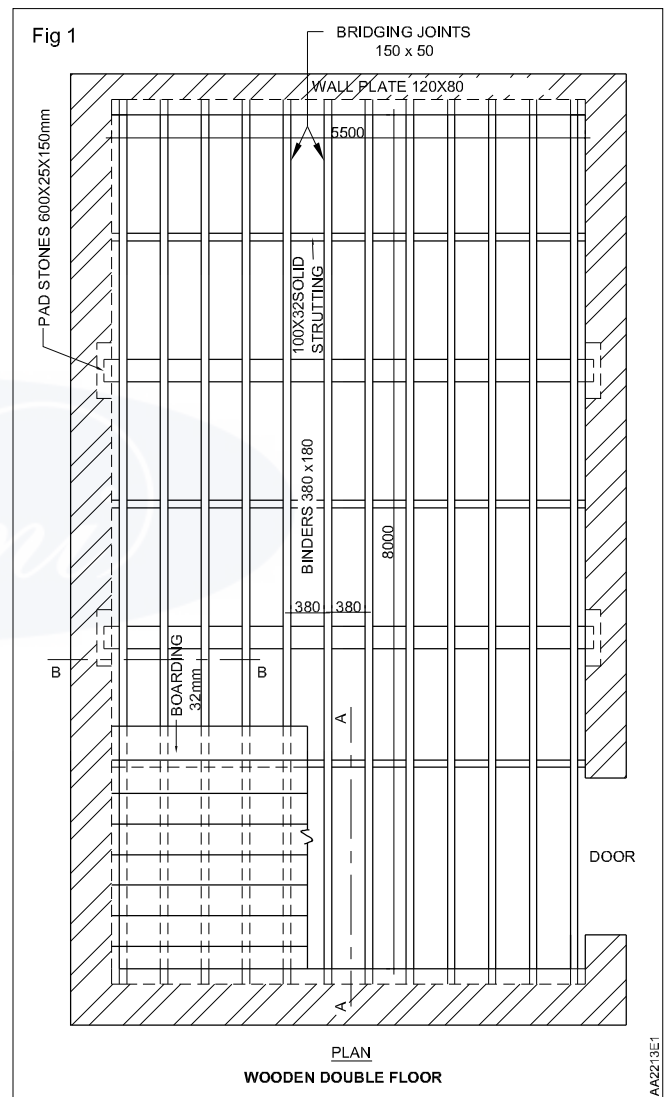 Fig 1
BRIDGING JOINTS
150 x 50
WALL PLATE 120X80
5500
PAD STONES 600X25X150mm
100X32SOLID
STRUTTING
BINDERS 380 x180
8000
380 380
B B
BOARDING
32mm
A
A
DOOR
PLAN
WOODEN DOUBLE FLOOR
AA2213E1